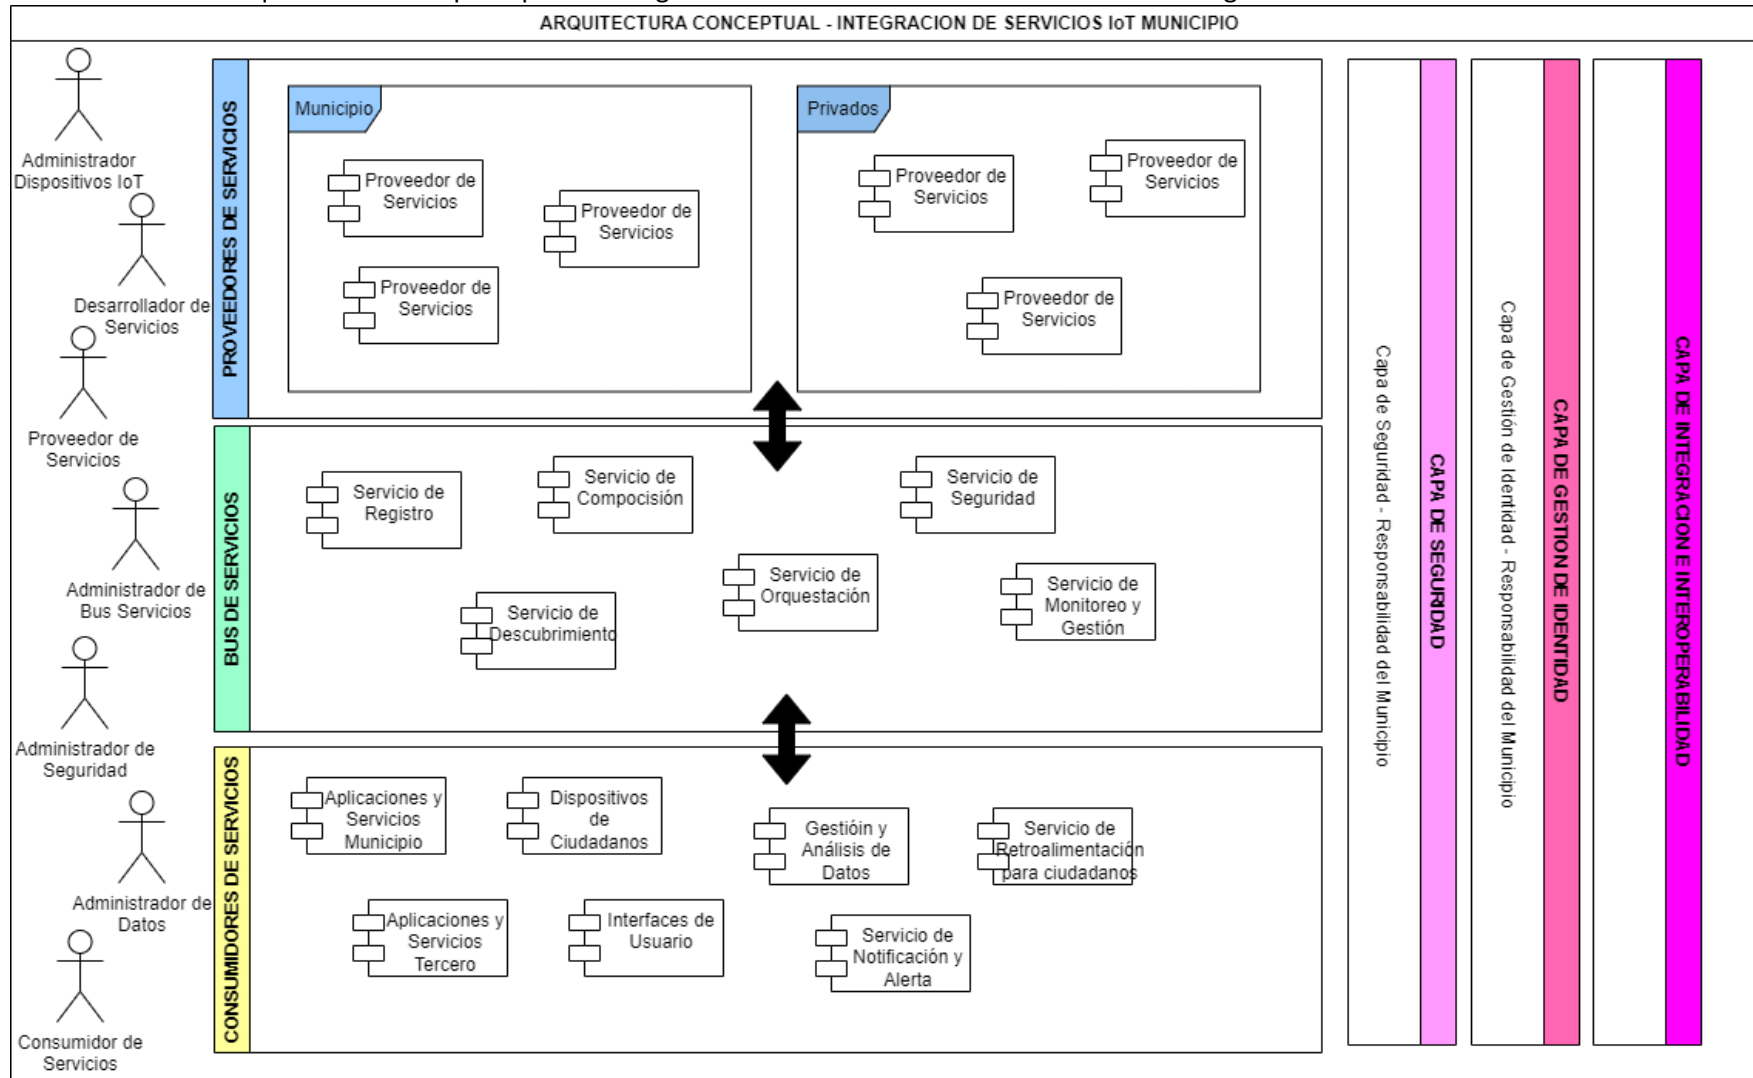 ARQUITECTURA CONCEPTUAL - INTEGRACION DE SERVICIOS IoT MUNICIPIO
Administrador
Dispositivos IoT
Desarrollador de
Servicios
Proveedor de
Servicios
Administrador de
Bus Servicios
Administrador de
Seguridad
Administrador de
Datos
Consumidor de
Servicios
PROVEEDORES DE SERVICIOS
Municipio
Proveedor de
Servicios
Proveedor de
Servicios
Proveedor de
Servicios
Privados
Proveedor de
Servicios
Proveedor de
Servicios
Proveedor de
Servicios
BUS DE SERVICIOS
Servicio de
Registro
Servicio de
Compocisión
Servicio de
Seguridad
Servicio de
Descubrimiento
Servicio de
Orquestación
Servicio de
Monitoreo y
Gestión
CONSUMIDORES DE SERVICIOS
Aplicaciones y
Servicios
Municipio
Dispositivos
de
Ciudadanos
Gestióin y
Análisis de
Datos
Servicio de
Retroalimentación
para ciudadanos
Aplicaciones y
Servicios
Tercero
Interfaces de
Usuario
Servicio de
Notificación y
Alerta
Capa de Seguridad - Responsabilidad del Municipio
CAPA DE SEGURIDAD
Capa de Gestión de Identidad - Responsabilidad del Municipio
CAPA DE GESTION DE IDENTIDAD
CAPA DE INTEGRACION E INTEROPERABILIDAD